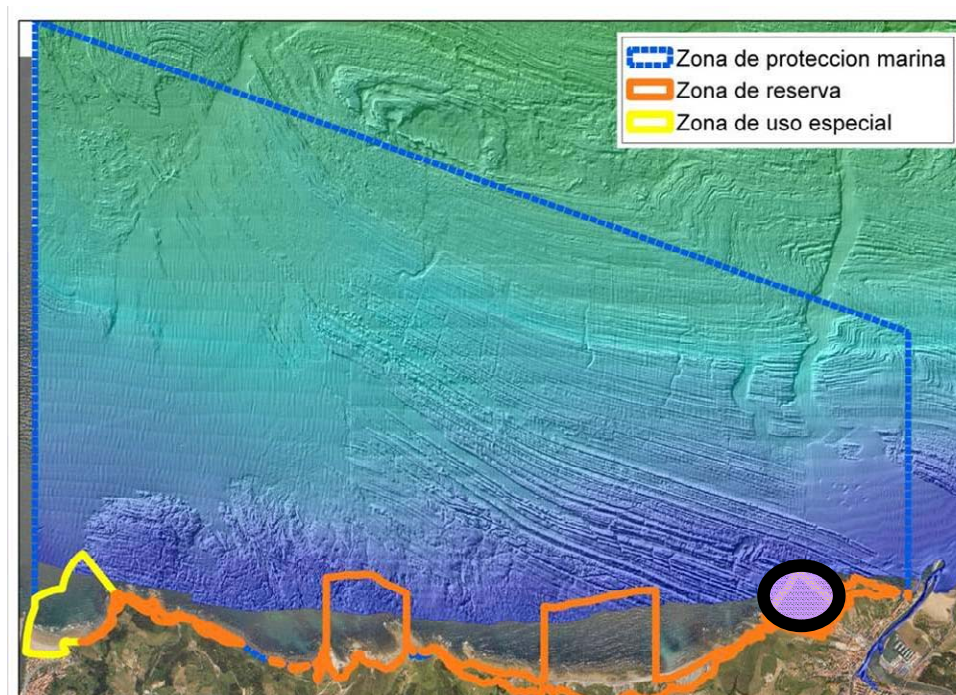 Zona de proteccion marina
Zona de reserva
Zona de uso especial